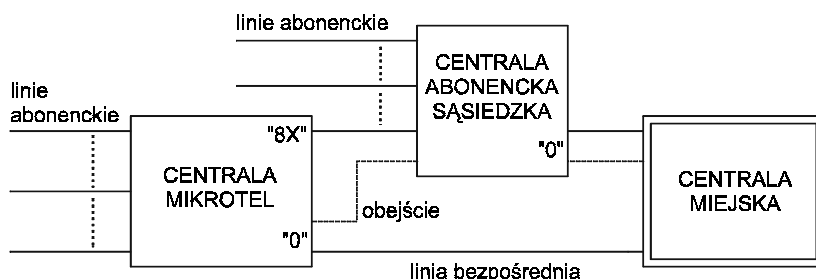 linie abonenckie
CENTRALA
ABONENCKA
SĄSIEDZKA
"0"
linie
abonenckie
"8X"
CENTRALA
MIKROTEL
"0"
obejście
CENTRALA
MIEJSKA
linia bezpośrednia